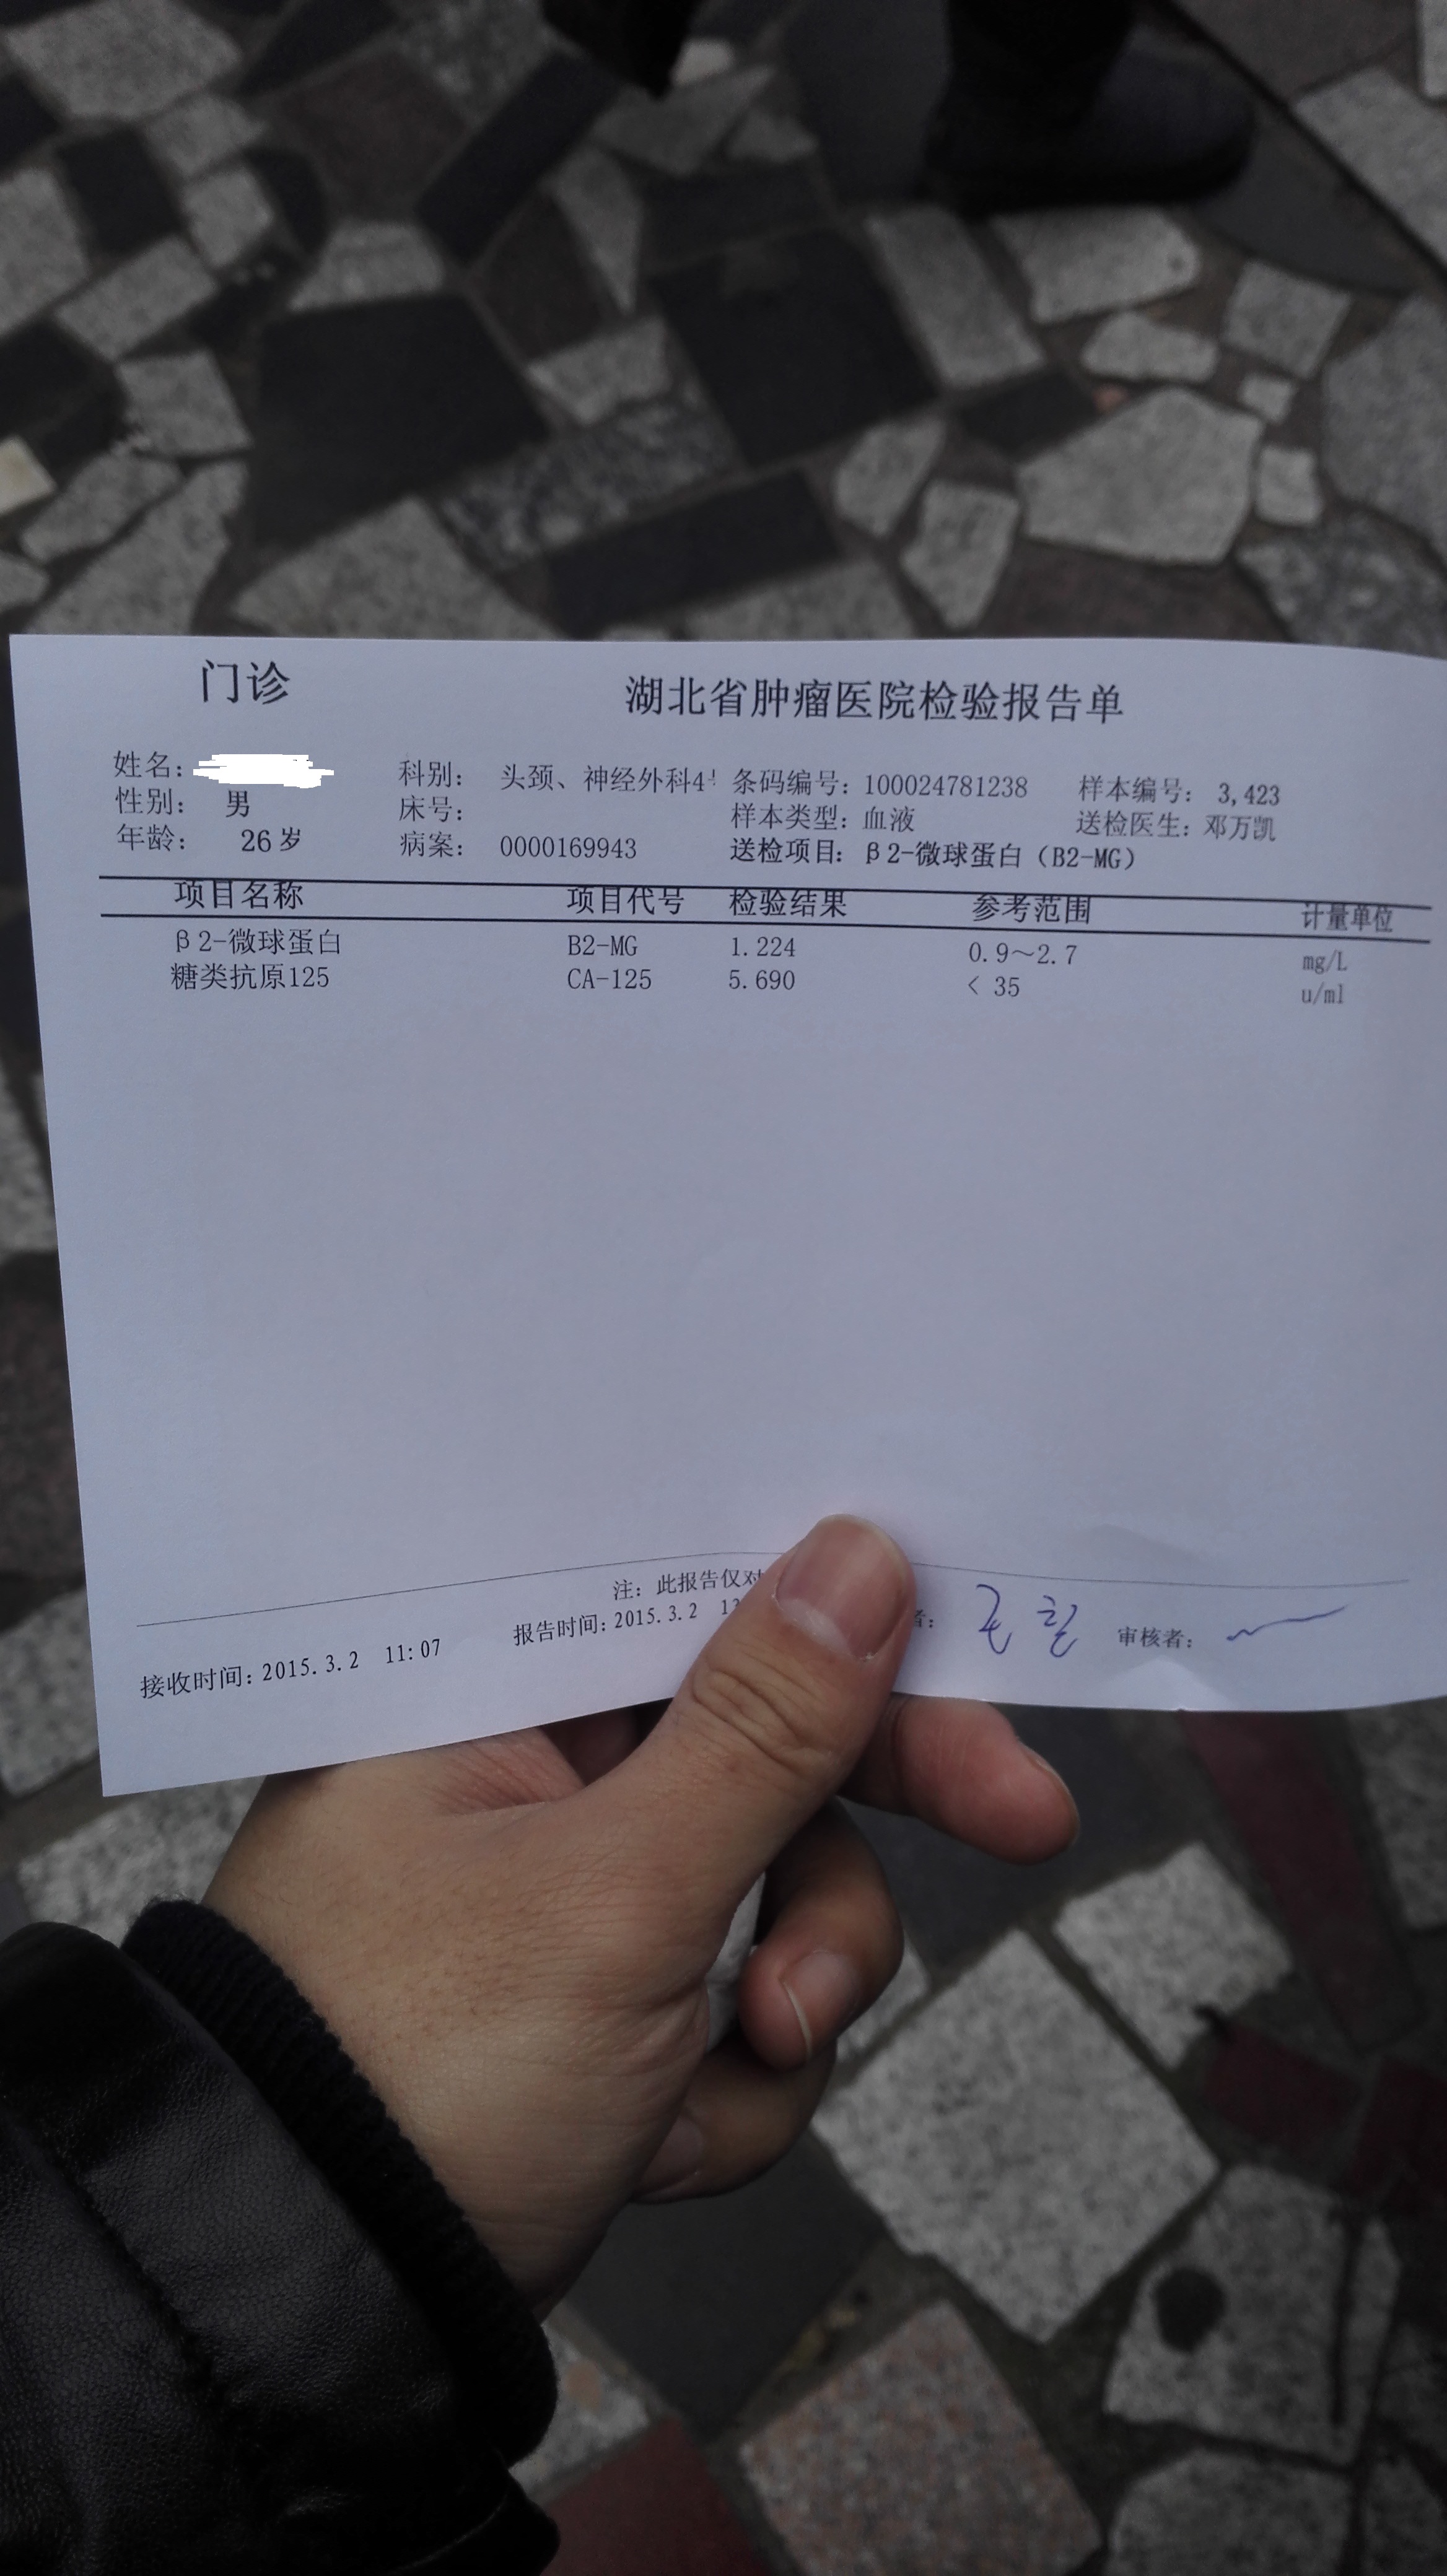 门诊
湖北省肿瘤医院检验报告单
姓名: 科别: 头颈、神经外科4 条码编号: 100024781238 样本编号: 3,423
性别: 男 床号: 样本类型: 血液 送检医生: 邓万凯
年龄: 26岁 病案: 0000169943 送检项目: β2-微球蛋白(B2-MG)
项目名称 项目代号 检验结果 参考范围 计量单位
β2-微球蛋白 B2-MG 1.224 0.9~2.7 mg/L
糖类抗原125 CA-125 5.690 < 35 u/ml
注: 此报告仅对
接收时间: 2015.3.2 11:07 报告时间: 2015.3.2 者: 审核者: